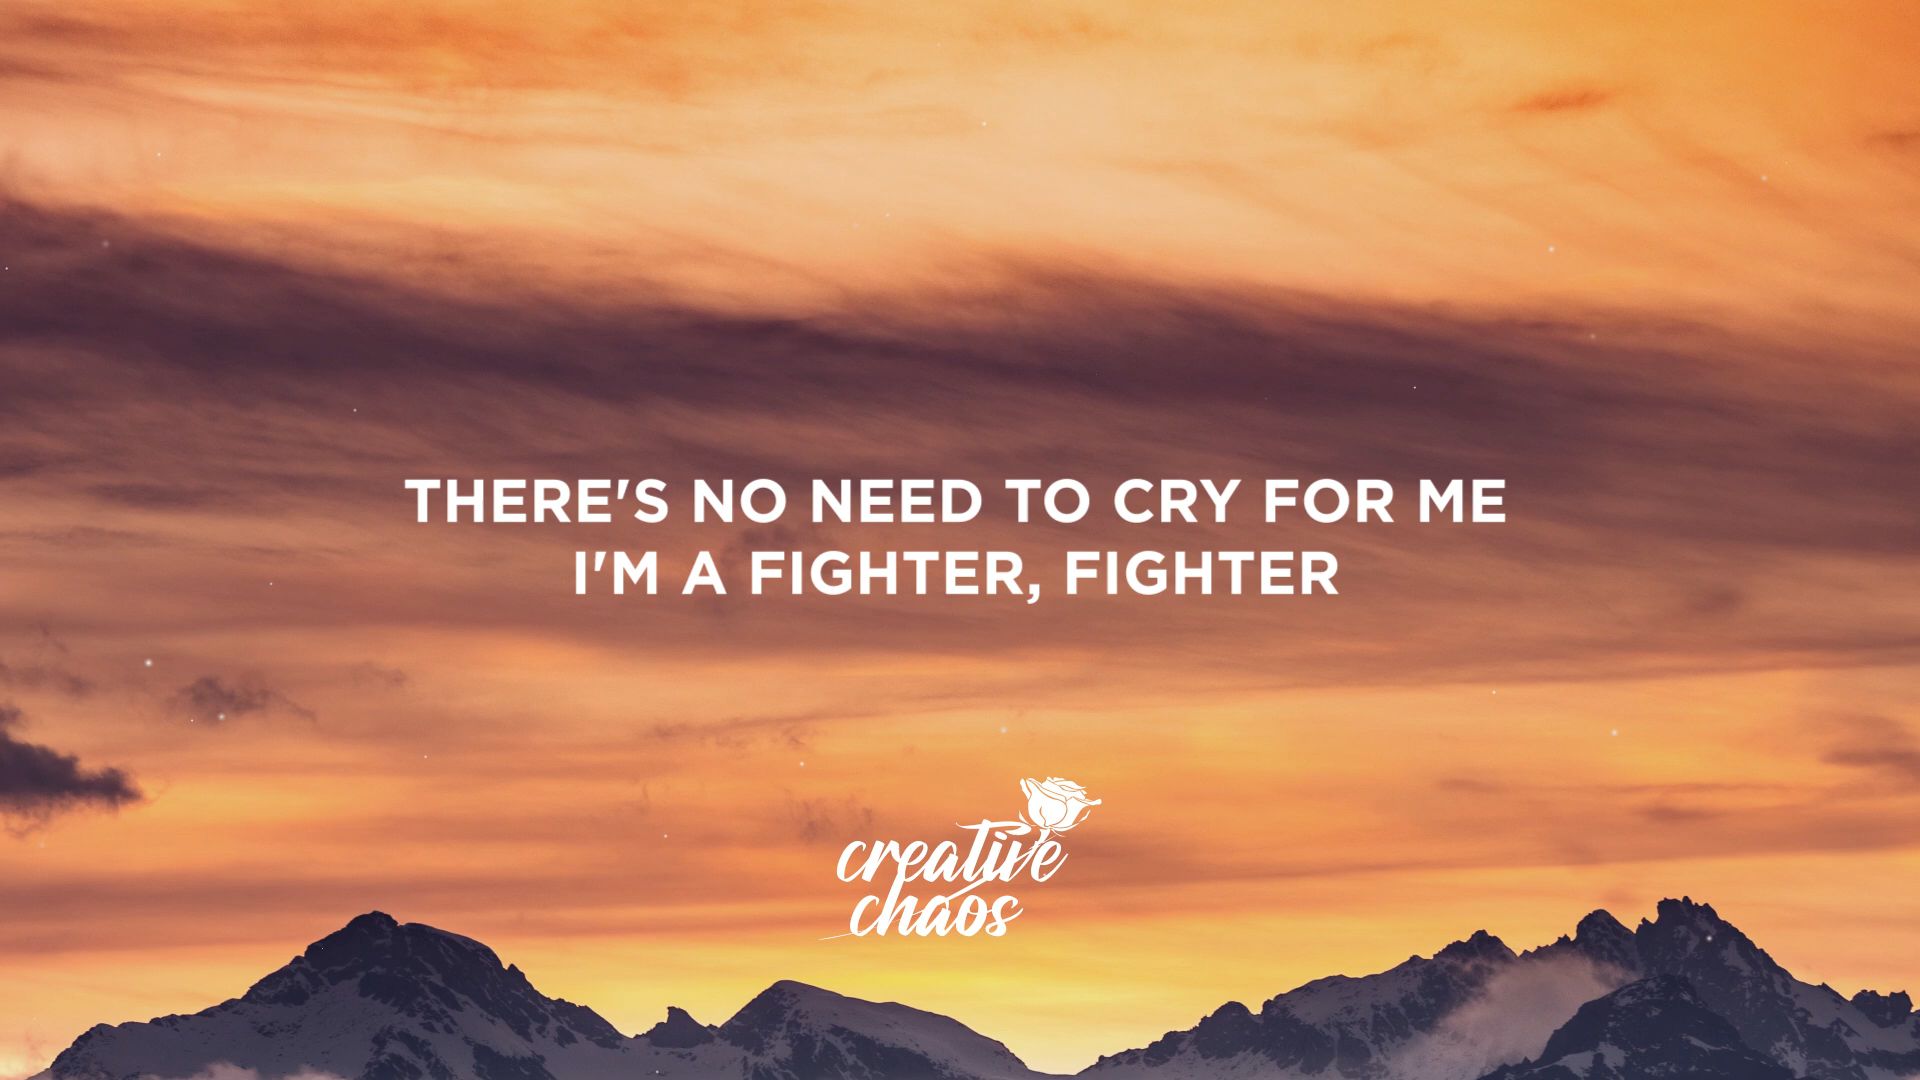 THERE'S NO NEED TO CRY FOR ME
I'M A FIGHTER, FIGHTER
creative
chaos